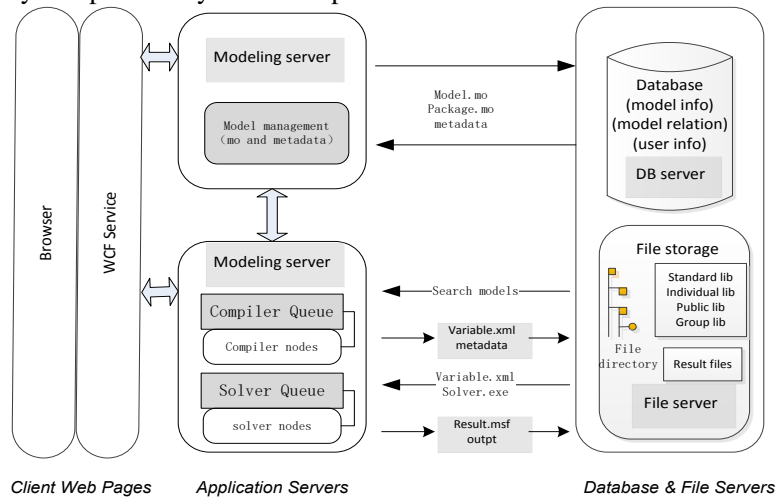 Browser
WCF Service
Modeling server
Model management
(mo and metadata)
Modeling server
Compiler Queue
Compiler nodes
Solver Queue
solver nodes
Model.mo
Package.mo
metadata
Search models
Variable.xml
metadata
Variable.xml
Solver.exe
Result.msf
outpt
Database
(model info)
(model relation)
(user info)
DB server
File storage
Standard lib
Individual lib
Public lib
Group lib
File
directory
Result files
File server
Client Web Pages
Application Servers
Database & File Servers